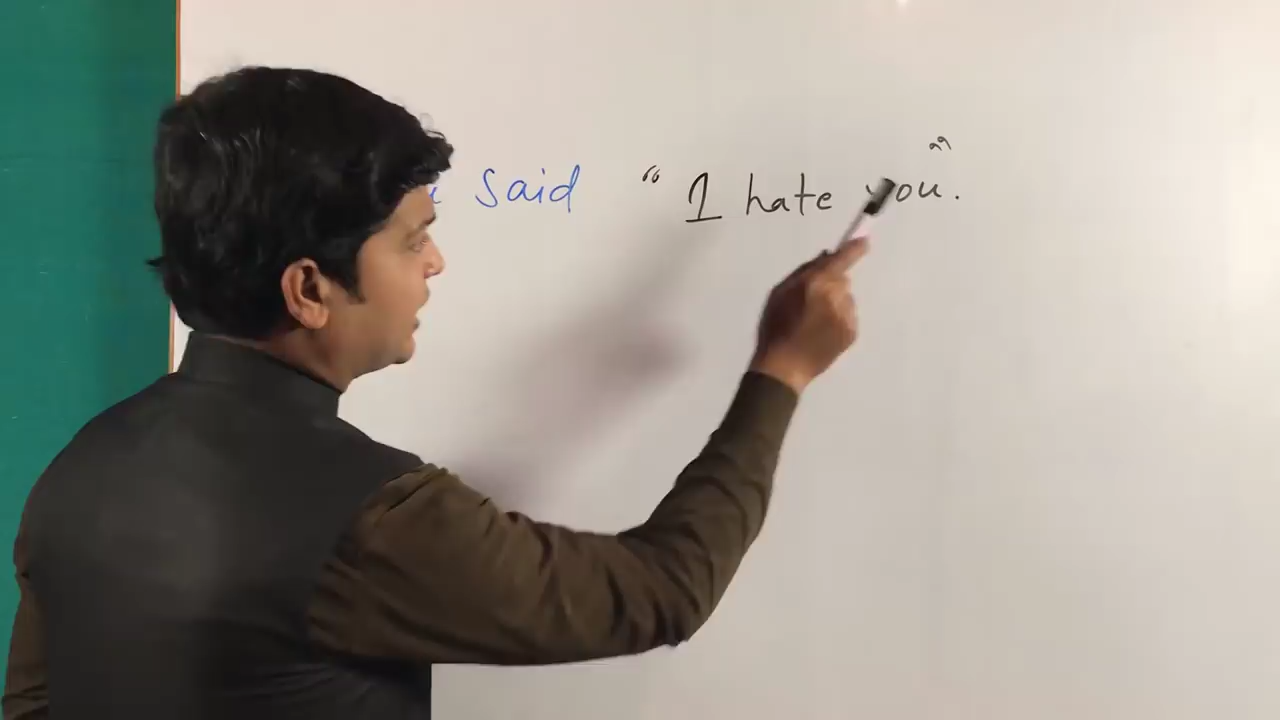 said “ I hate you. ”